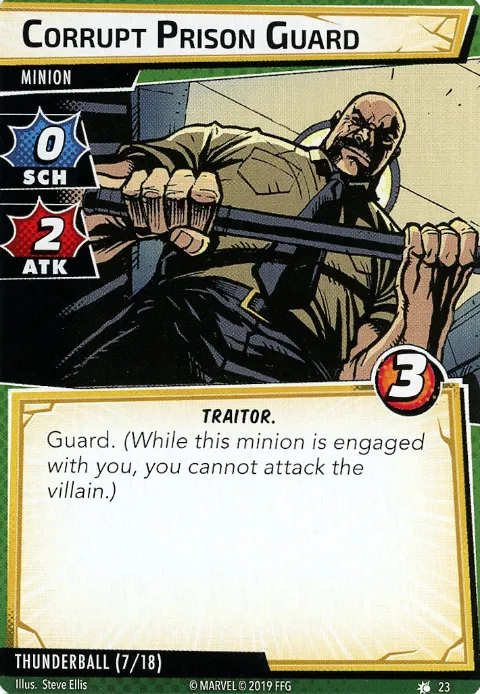 CORRUPT PRISON GUARD
MINION
0
SCH
2
ATK
3
TRAITOR.
Guard. (While this minion is engaged
with you, you cannot attack the
villain.)
THUNDERBALL (7/18)
Illus. Steve Ellis
© MARVEL © 2019 FFG
23